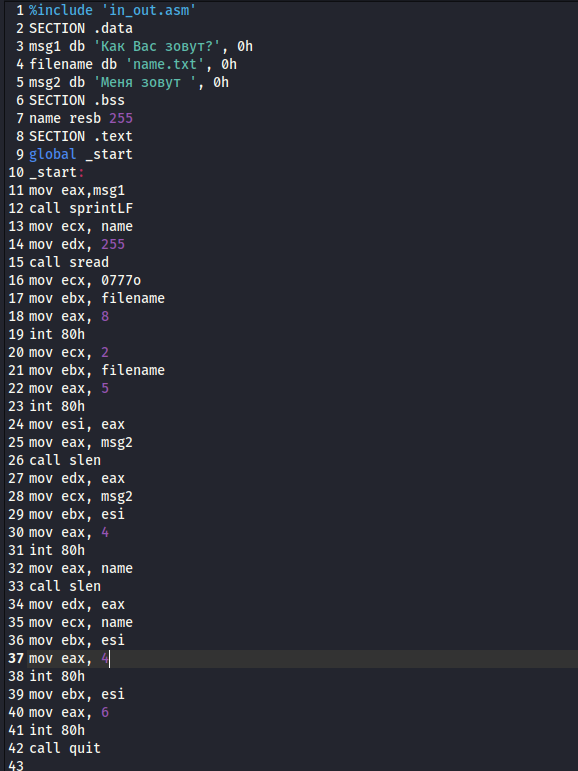 1 %include 'in_out.asm'
2 SECTION .data
3 msg1 db 'Как Вас зовут?', 0h
4 filename db 'name.txt', 0h
5 msg2 db 'Меня зовут ', 0h
6 SECTION .bss
7 name resb 255
8 SECTION .text
9 global _start
10 _start:
11 mov eax,msg1
12 call sprintLF
13 mov ecx, name
14 mov edx, 255
15 call sread
16 mov ecx, 0777o
17 mov ebx, filename
18 mov eax, 8
19 int 80h
20 mov ecx, 2
21 mov ebx, filename
22 mov eax, 5
23 int 80h
24 mov esi, eax
25 mov eax, msg2
26 call slen
27 mov edx, eax
28 mov ecx, msg2
29 mov ebx, esi
30 mov eax, 4
31 int 80h
32 mov eax, name
33 call slen
34 mov edx, eax
35 mov ecx, name
36 mov ebx, esi
37 mov eax, 4
38 int 80h
39 mov ebx, esi
40 mov eax, 6
41 int 80h
42 call quit
43